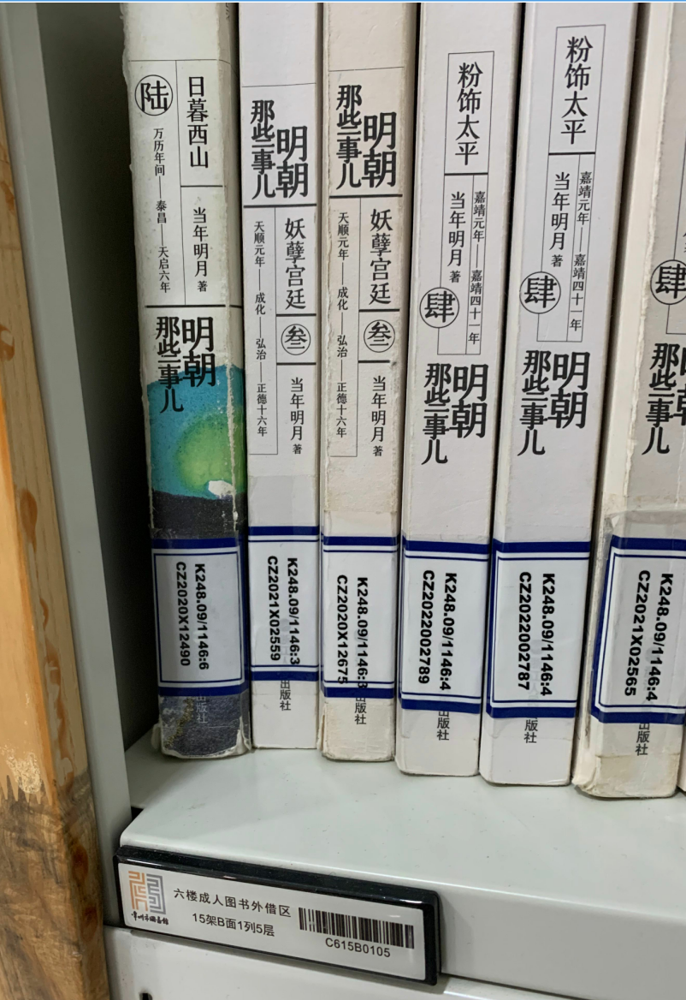 陆
日暮西山
万历年间——泰昌——天启六年
当年明月 著
明朝
那些事儿
K248.09/1146:6
CZ2020X12490
出版社
明朝
那些事儿
妖孽宫廷
天顺元年——成化——弘治——正德十六年
叁
当年明月 著
K248.09/1146:3
CZ2021X02559
出版社
明朝
那些事儿
妖孽宫廷
天顺元年——成化——弘治——正德十六年
叁
当年明月 著
K248.09/1146:3
CZ2020X12675
出版社
粉饰太平
嘉靖元年——嘉靖四十一年
当年明月 著
肆
明朝
那些事儿
K248.09/1146:4
CZ2022002789
出版社
粉饰太平
嘉靖元年——嘉靖四十一年
当年明月 著
肆
明朝
那些事儿
K248.09/1146:4
CZ2022002787
出版社
肆
那些事儿
K248.09/1146:4
CZ2021X02565
出版社
常州市图书馆
六楼成人图书外借区
15架B面1列5层
C615B0105